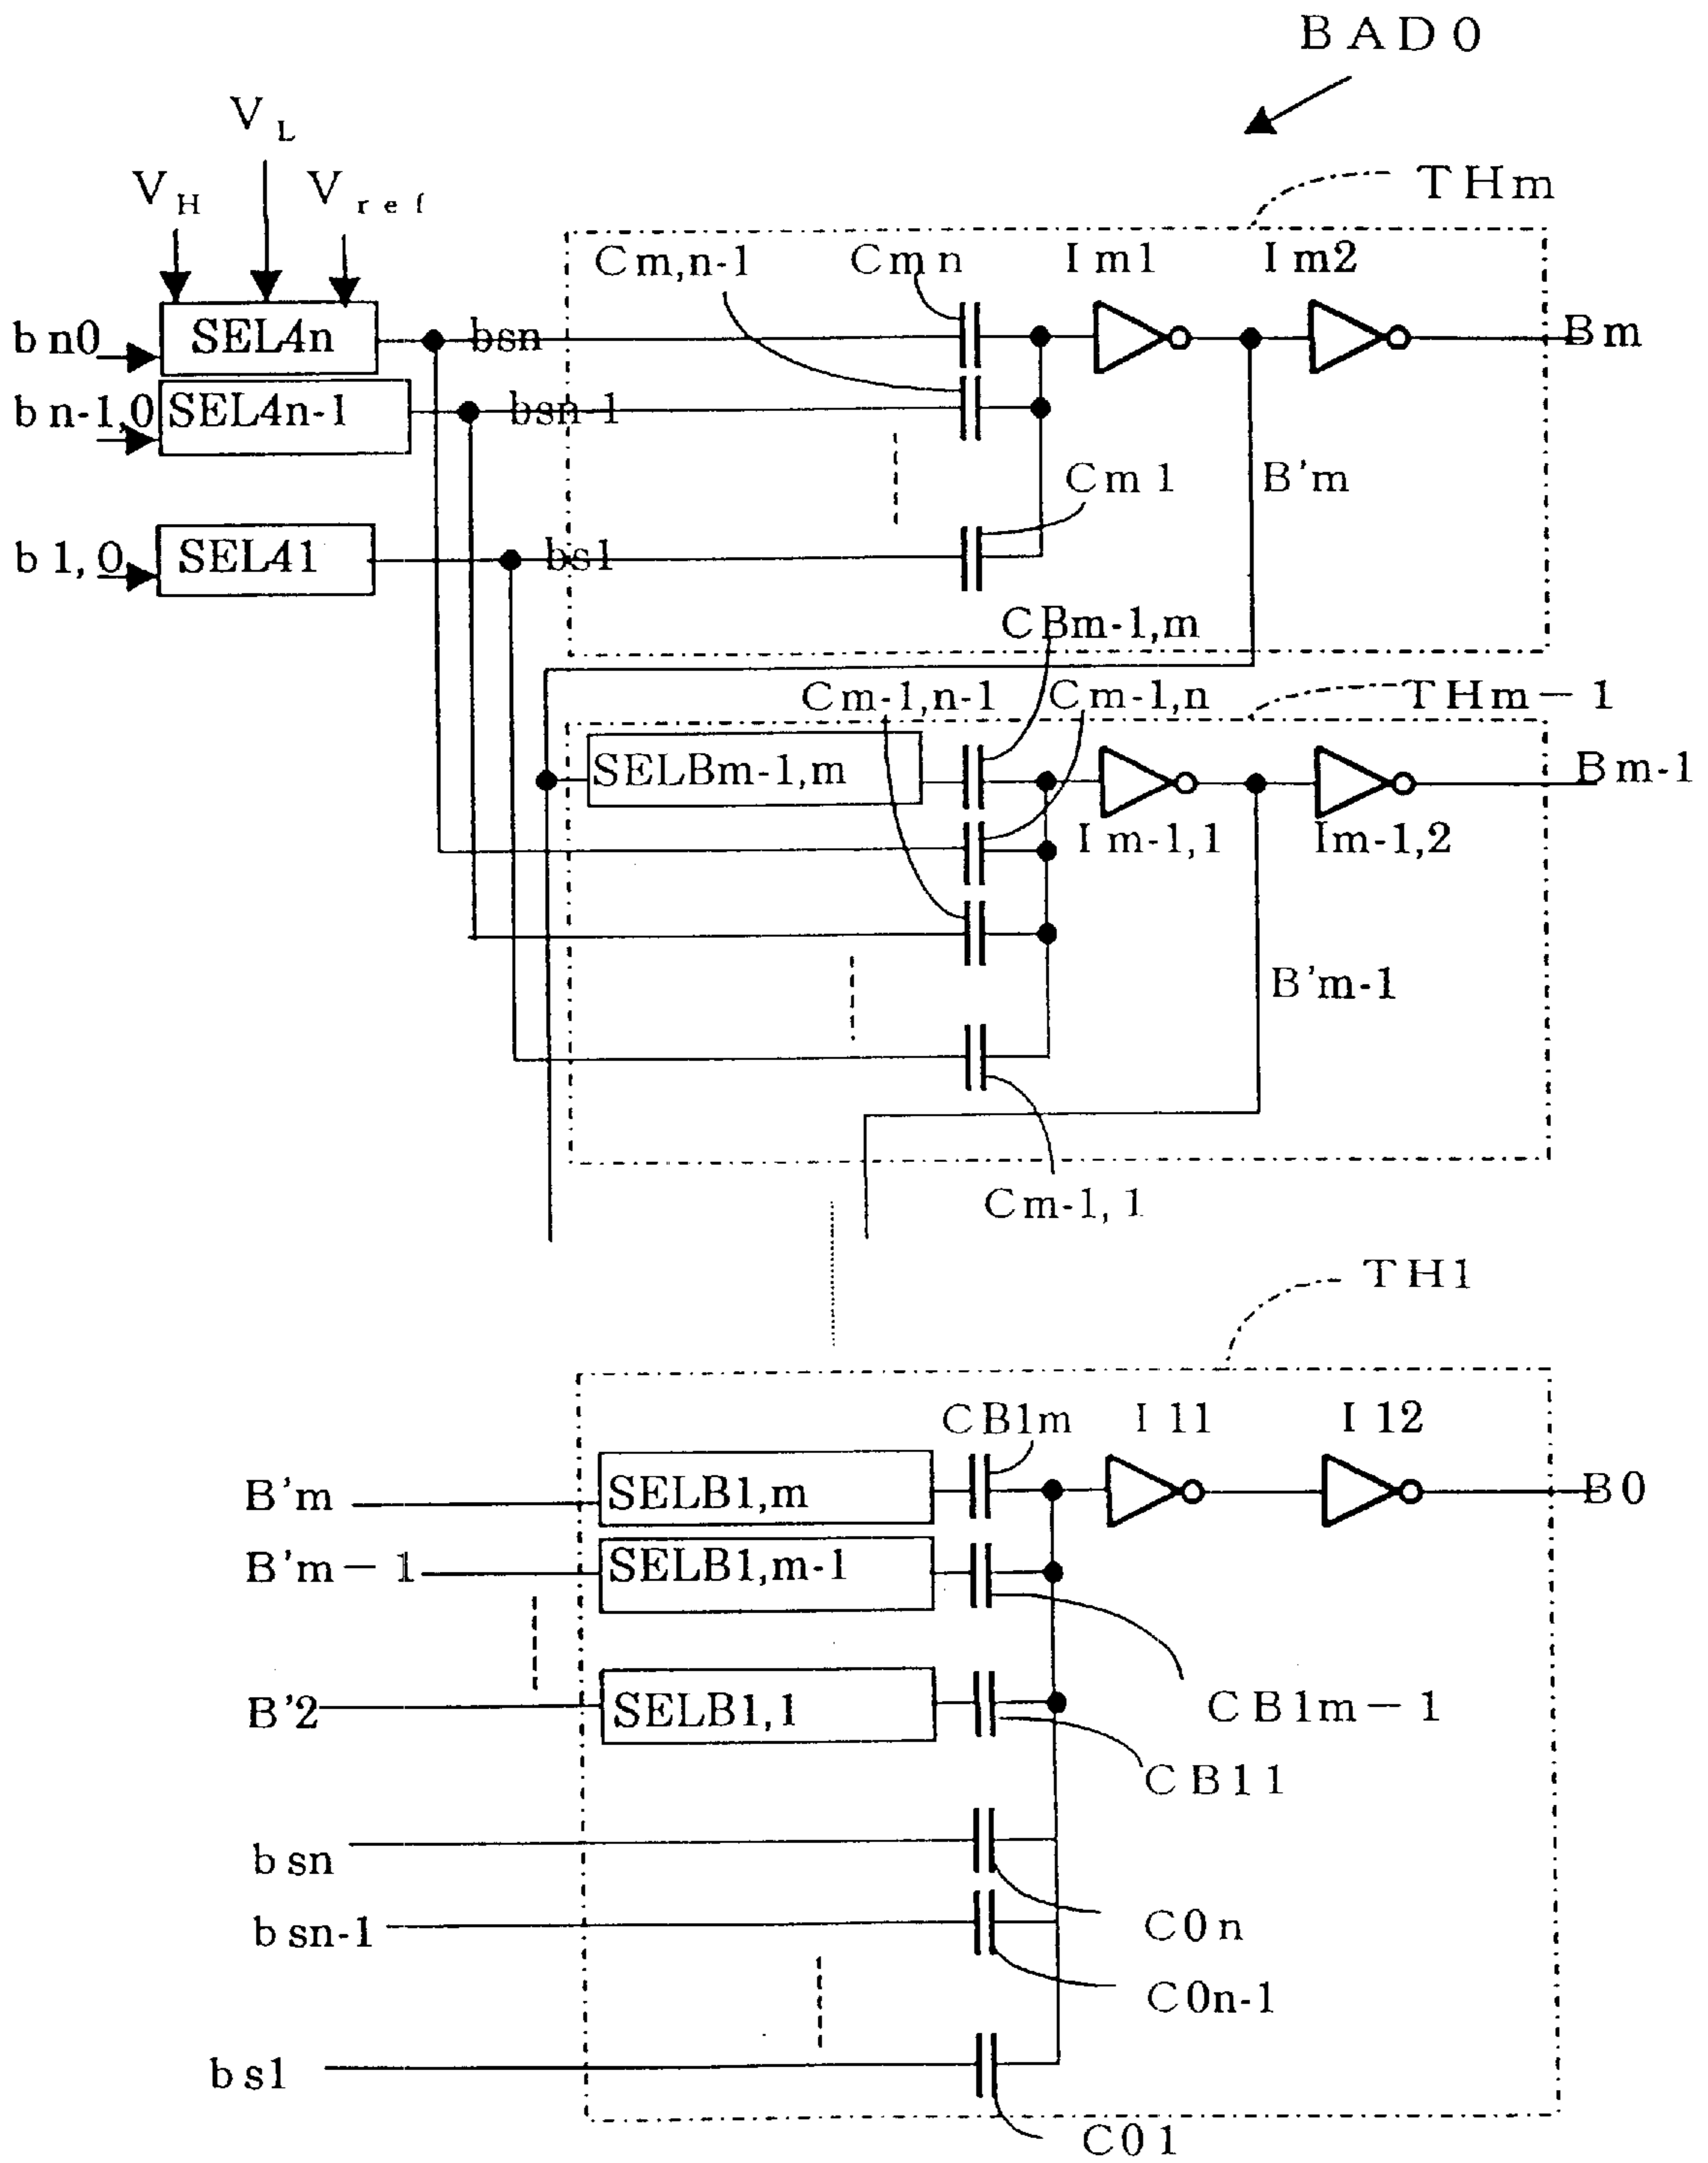 BAD0
VL
VH
Vref
THm
Cm,n-1
Cmn
Im1
Im2
bn0
SEL4n
bsn
Bm
bn-1,0
SEL4n-1
bsn-1
Cm1
B'm
b1,0
SEL41
bs1
CBm-1,m
Cm-1,n-1
Cm-1,n
THm-1
SELBm-1,m
Bm-1
Im-1,1
Im-1,2
B'm-1
Cm-1,1
TH1
CB1m
I11
I12
B'm
SELB1,m
B0
B'm-1
SELB1,m-1
B'2
SELB1,1
CB1m-1
CB11
bsn
C0n
bsn-1
C0n-1
bs1
C01